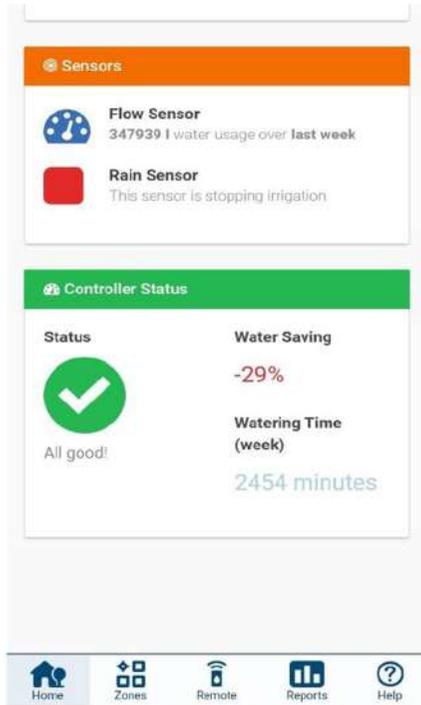 Sensors
Flow Sensor
347939 l water usage over last week
Rain Sensor
This sensor is stopping irrigation
Controller Status
Status
Water Saving
-29%
Watering Time
(week)
All good!
2454 minutes
Home Zones Remote Reports Help